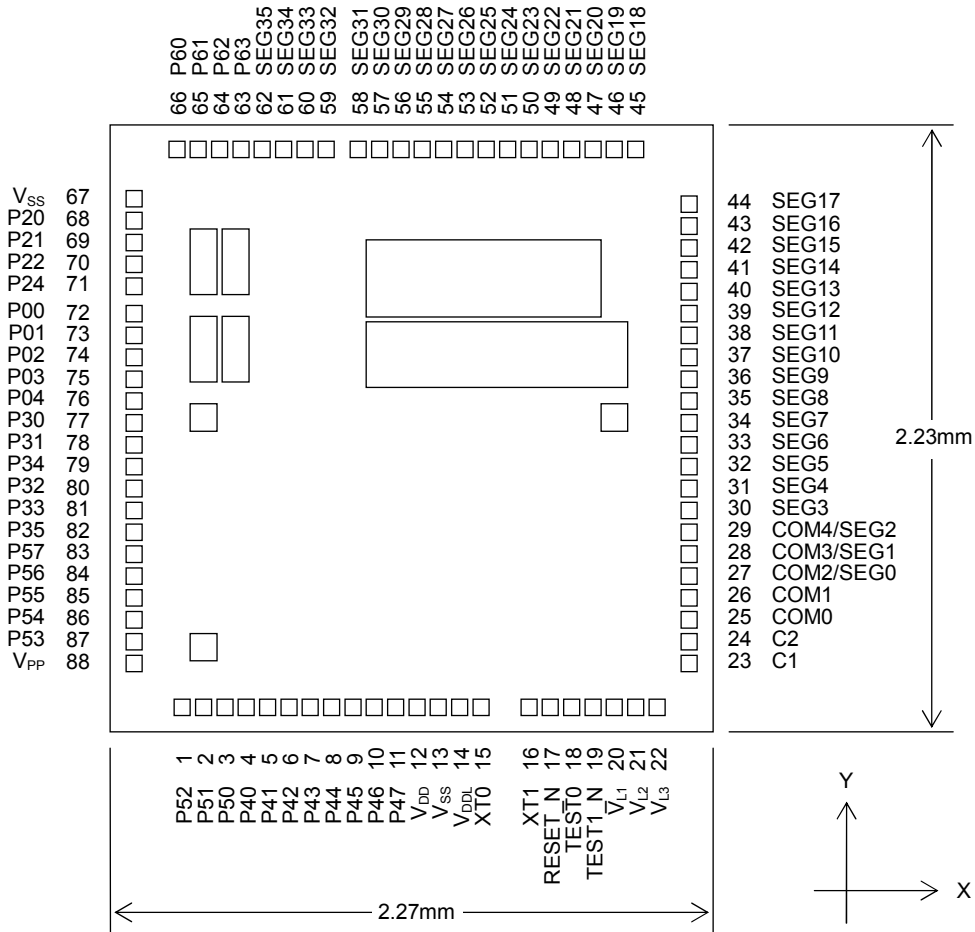 66 P60
65 P61
64 P62
63 P63
62 SEG35
61 SEG34
60 SEG33
59 SEG32
58 SEG31
57 SEG30
56 SEG29
55 SEG28
54 SEG27
53 SEG26
52 SEG25
51 SEG24
50 SEG23
49 SEG22
48 SEG21
47 SEG20
46 SEG19
45 SEG18
VSS 67
P20 68
P21 69
P22 70
P24 71
P00 72
P01 73
P02 74
P03 75
P04 76
P30 77
P31 78
P34 79
P32 80
P33 81
P35 82
P57 83
P56 84
P55 85
P54 86
P53 87
VPP 88
44 SEG17
43 SEG16
42 SEG15
41 SEG14
40 SEG13
39 SEG12
38 SEG11
37 SEG10
36 SEG9
35 SEG8
34 SEG7
33 SEG6
32 SEG5
31 SEG4
30 SEG3
29 COM4/SEG2
28 COM3/SEG1
27 COM2/SEG0
26 COM1
25 COM0
24 C2
23 C1
2.23mm
P52 1
P51 2
P50 3
P40 4
P41 5
P42 6
P43 7
P44 8
P45 9
P46 10
P47 11
VDD 12
VSS 13
VDDL 14
XT0 15
XT1 16
RESET_N 17
TEST0 18
TEST1_N 19
VL1 20
VL2 21
VL3 22
Y
X
2.27mm